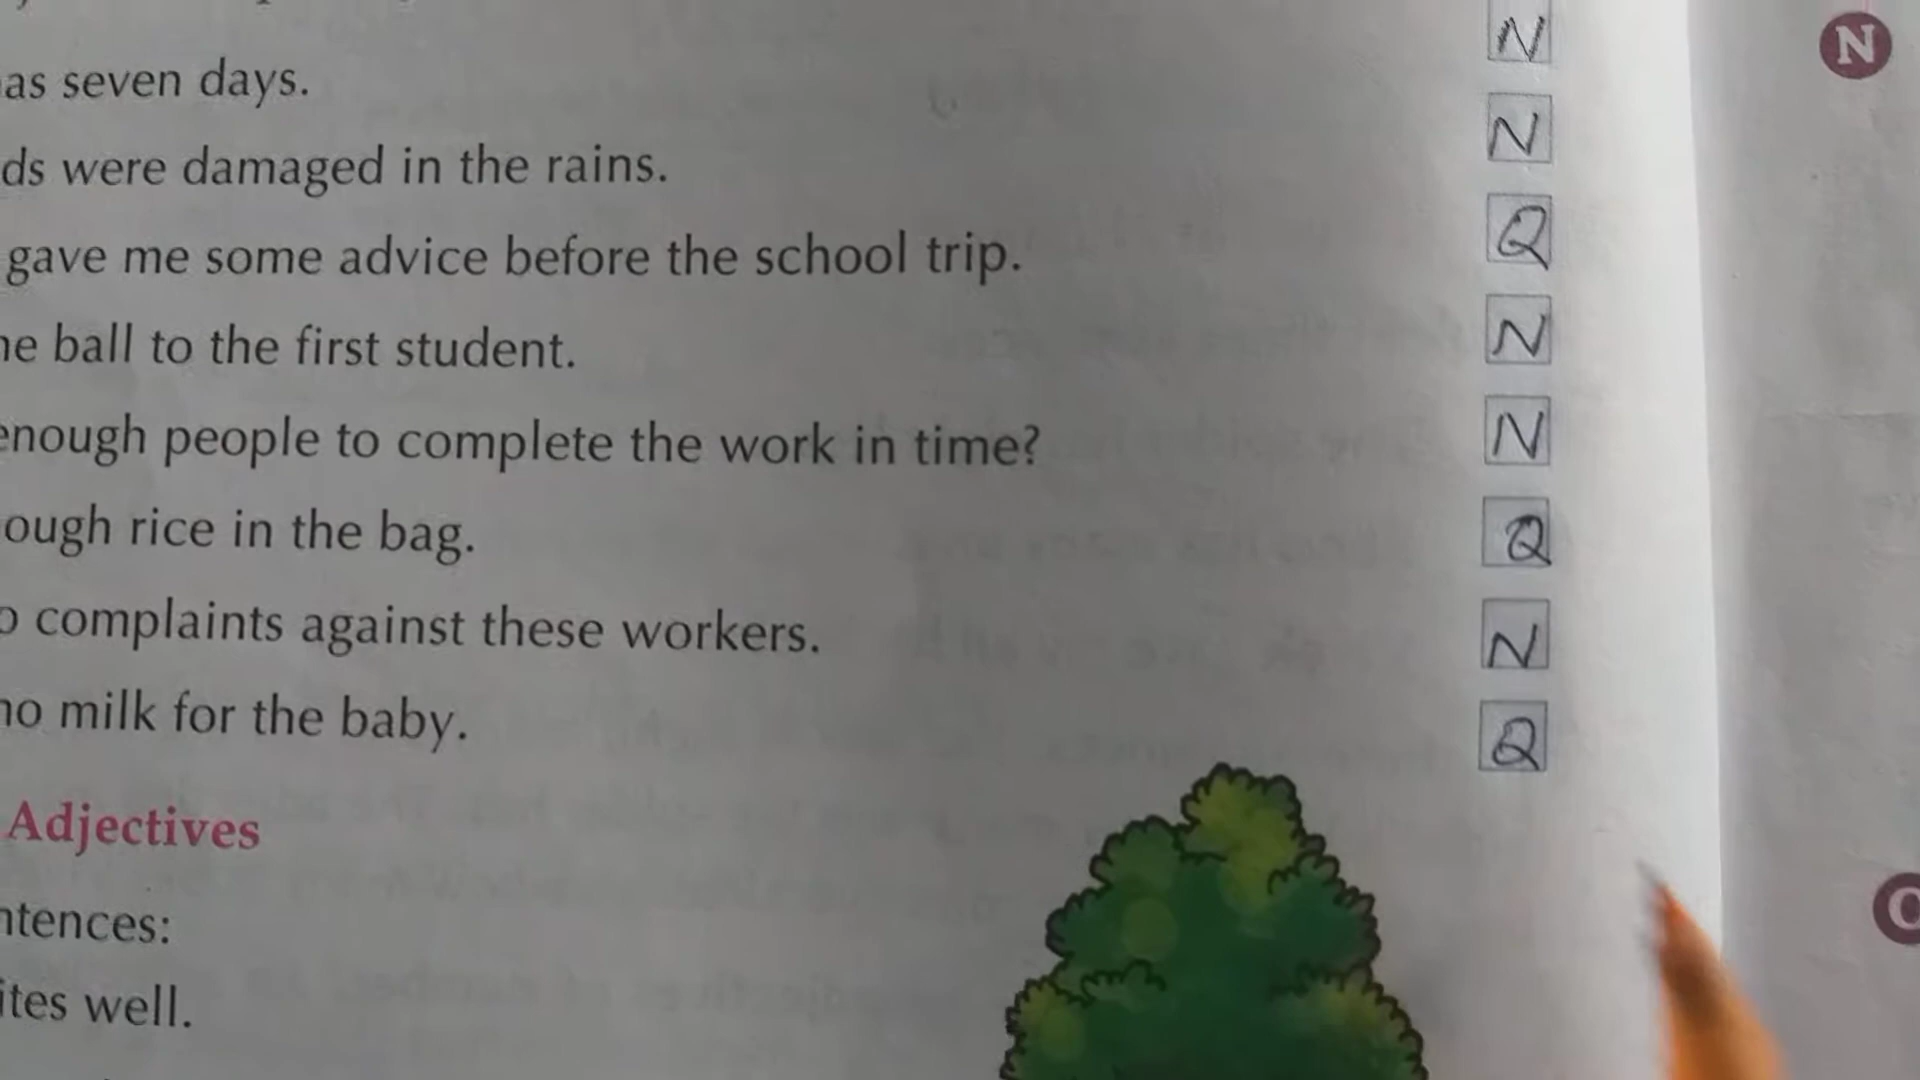 as seven days. N
ds were damaged in the rains. N
gave me some advice before the school trip. Q
he ball to the first student. N
enough people to complete the work in time? N
ough rice in the bag. Q
o complaints against these workers. N
no milk for the baby. Q
Adjectives
ntences:
ites well.
N